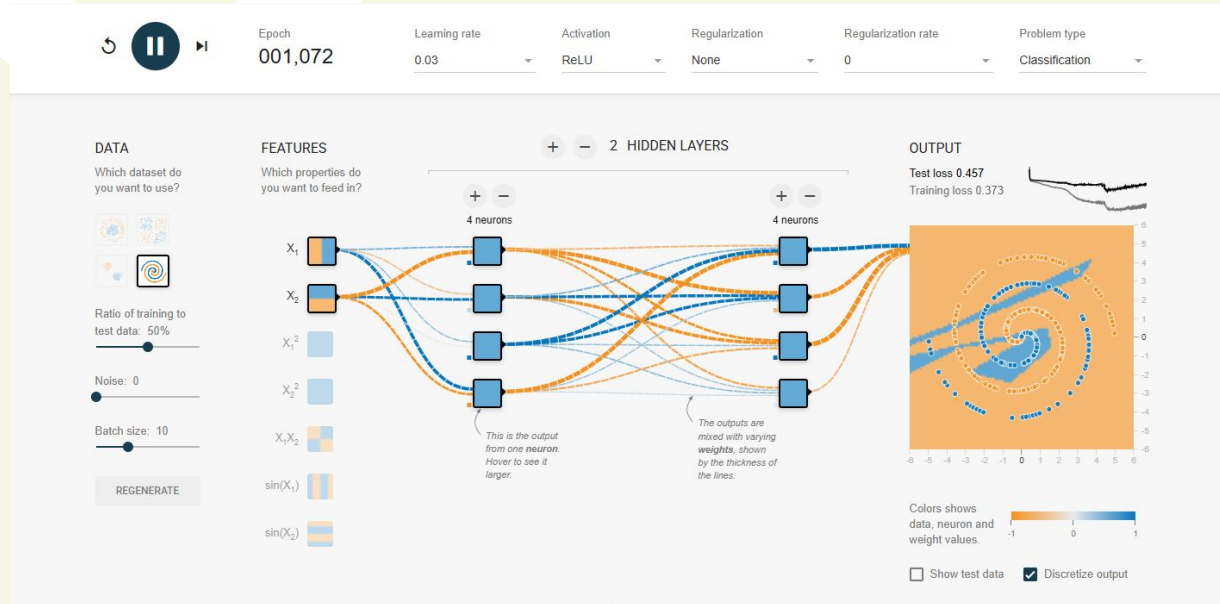 Epoch
001,072
Learning rate
0.03
Activation
ReLU
Regularization
None
Regularization rate
0
Problem type
Classification
DATA
Which dataset do
you want to use?
Ratio of training to
test data: 50%
Noise: 0
Batch size: 10
REGENERATE
FEATURES
Which properties do
you want to feed in?
X₁
X₂
X₁²
X₂²
X₁X₂
sin(X₁)
sin(X₂)
+ − 2 HIDDEN LAYERS
+ −
4 neurons
+ −
4 neurons
This is the output
from one neuron.
Hover to see it
larger.
The outputs are
mixed with varying
weights, shown
by the thickness of
the lines.
OUTPUT
Test loss 0.457
Training loss 0.373
6
5
4
3
2
1
0
-1
-2
-3
-4
-5
-6
-6 -5 -4 -3 -2 -1 0 1 2 3 4 5 6
Colors shows
data, neuron and
weight values.
-1 0 1
Show test data
Discretize output